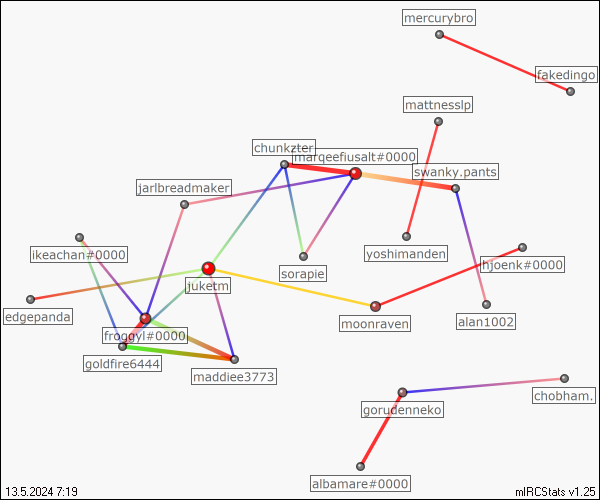 mercurybro
fakedingo
mattnesslp
chunkzter
marqeefiusalt#0000
swanky.pants
jarlbreadmaker
ikeachan#0000
yoshimanden
hjoenk#0000
sorapie
juketm
edgepanda
moonraven
alan1002
froggyl#0000
goldfire6444
maddiee3773
chobham.
gorudenneko
albamare#0000
13.5.2024 7:19
mIRCStats v1.25